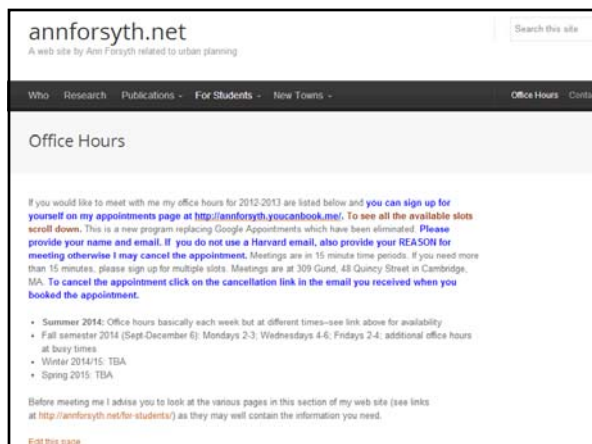 annforsyth.net
Search this site
A web site by Ann Forsyth related to urban planning
Who Research Publications - For Students - New Towns - Office Hours Conta
Office Hours
If you would like to meet with me my office hours for 2012-2013 are listed below and you can sign up for
yourself on my appointments page at http://annforsyth.youcanbook.me/. To see all the available slots
scroll down. This is a new program replacing Google Appointments which have been eliminated. Please
provide your name and email. If you do not use a Harvard email, also provide your REASON for
meeting otherwise I may cancel the appointment. Meetings are in 15 minute time periods. If you need more
than 15 minutes, please sign up for multiple slots. Meetings are at 309 Gund, 48 Quincy Street in Cambridge,
MA. To cancel the appointment click on the cancellation link in the email you received when you
booked the appointment.
• Summer 2014: Office hours basically each week but at different times–see link above for availability
• Fall semester 2014 (Sept-December 6): Mondays 2-3; Wednesdays 4-6; Fridays 2-4; additional office hours
at busy times
• Winter 2014/15: TBA
• Spring 2015: TBA
Before meeting me I advise you to look at the various pages in this section of my web site (see links
at http://annforsyth.net/for-students/) as they may well contain the information you need.
Edit this page